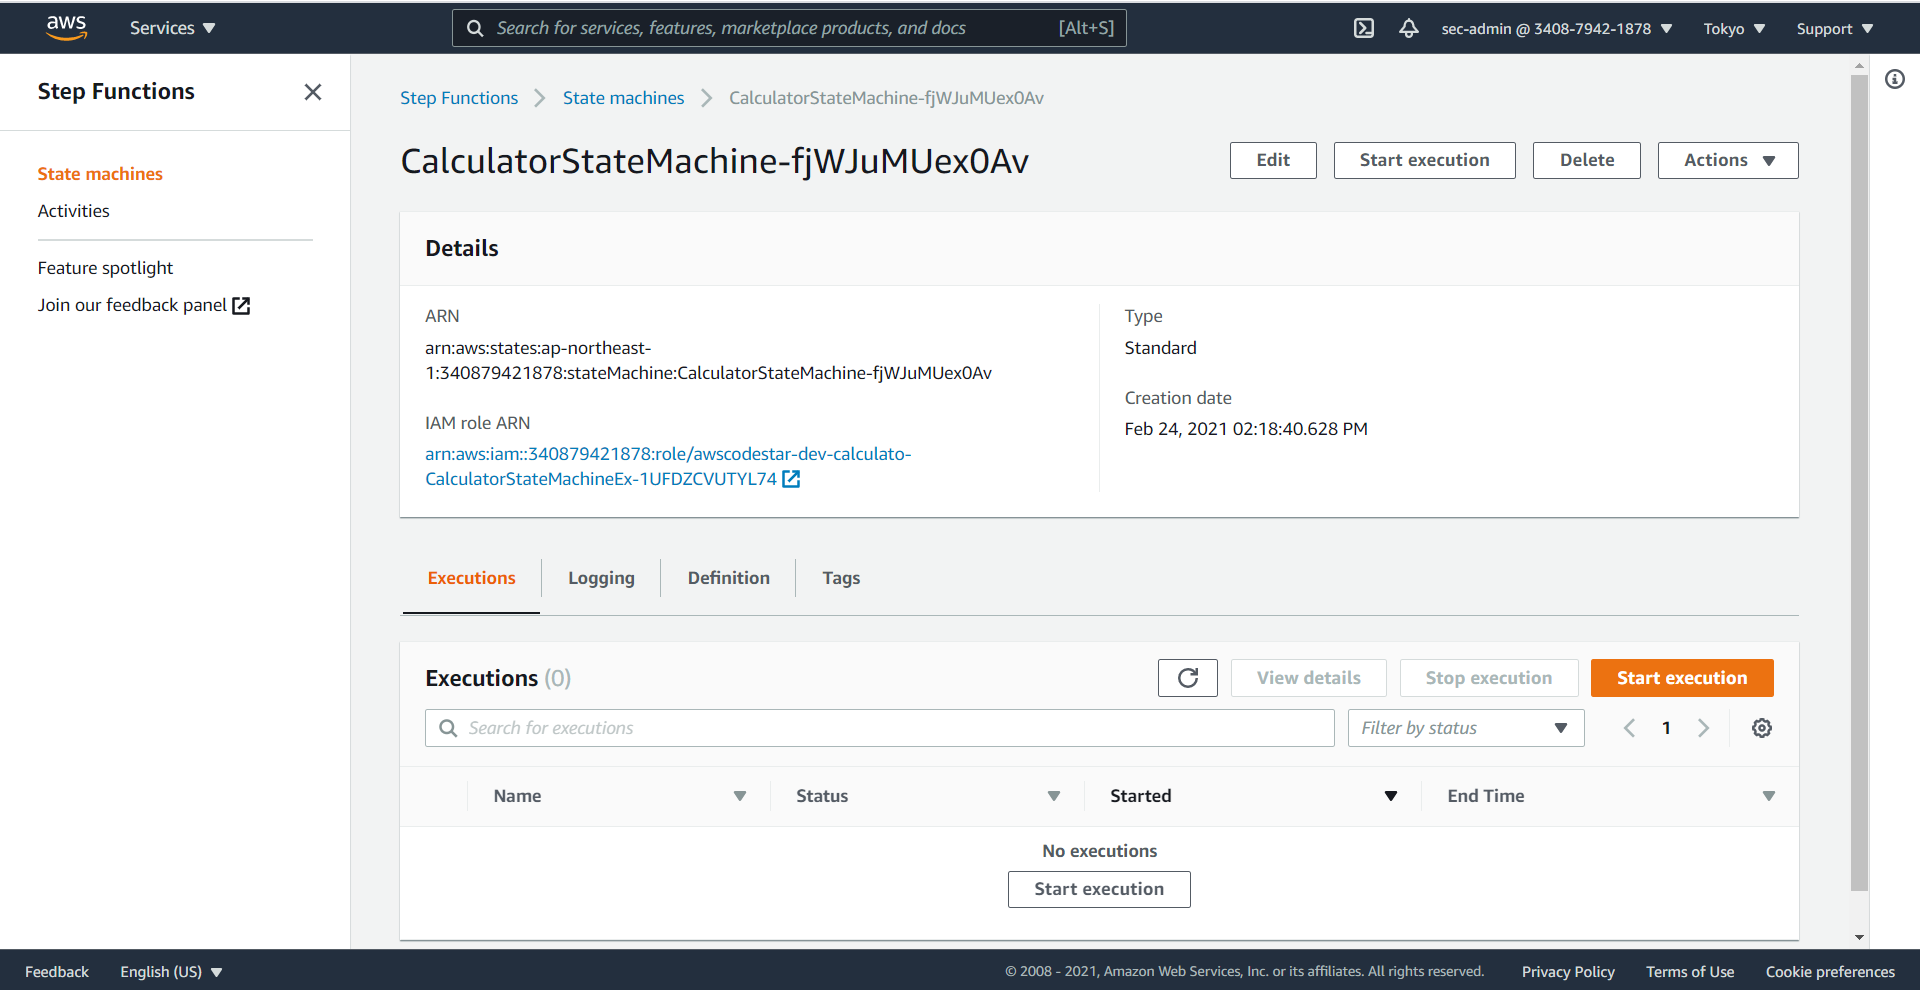 aws
Services
Search for services, features, marketplace products, and docs
[Alt+S]
sec-admin @ 3408-7942-1878
Tokyo
Support
Step Functions
State machines
Activities
Feature spotlight
Join our feedback panel
Step Functions
State machines
CalculatorStateMachine-fjWJuMUex0Av
CalculatorStateMachine-fjWJuMUex0Av
Edit
Start execution
Delete
Actions
Details
ARN
arn:aws:states:ap-northeast-
1:340879421878:stateMachine:CalculatorStateMachine-fjWJuMUex0Av
IAM role ARN
arn:aws:iam::340879421878:role/awscodestar-dev-calculato-
CalculatorStateMachineEx-1UFDZCVUTYL74
Type
Standard
Creation date
Feb 24, 2021 02:18:40.628 PM
Executions
Logging
Definition
Tags
Executions (0)
View details
Stop execution
Start execution
Search for executions
Filter by status
1
Name
Status
Started
End Time
No executions
Start execution
Feedback
English (US)
© 2008 - 2021, Amazon Web Services, Inc. or its affiliates. All rights reserved.
Privacy Policy
Terms of Use
Cookie preferences